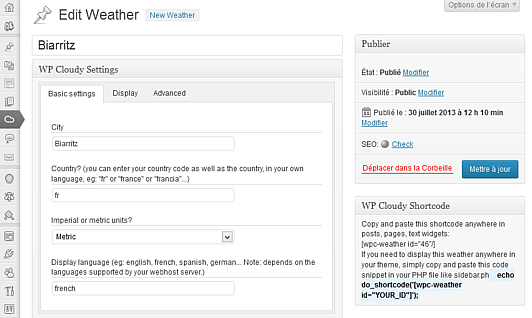 Options de l'écran
Edit Weather New Weather
Biarritz
WP Cloudy Settings
Basic settings Display Advanced
City
Biarritz
Country? (you can enter your country code as well as the country, in your own
language, eg: "fr" or "france" or "francia"...)
fr
Imperial or metric units?
Metric
Display language (eg: english, french, spanish, german... Note: depends on the
languages supported by your webhost server.)
french
Publier
État : Publié Modifier
Visibilité : Public Modifier
Publié le : 30 juillet 2013 à 12 h 10 min
Modifier
SEO: Check
Déplacer dans la Corbeille Mettre à jour
WP Cloudy Shortcode
Copy and paste this shortcode anywhere in
posts, pages, text widgets:
[wpc-weather id="46"/]
If you need to display this weather anywhere in
your theme, simply copy and paste this code
snippet in your PHP file like sidebar.ph echo
do_shortcode('[wpc-weather
id="YOUR_ID"]');